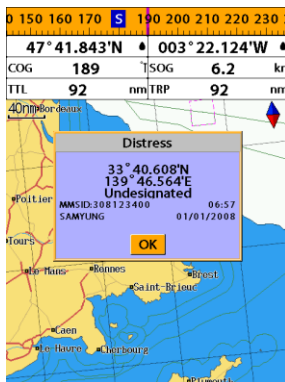 0 150 160 170 S 190 200 210 220 230
47°41.843'N 003°22.124'W
COG 189 °T SOG 6.2 kn
TTL 92 nm TRP 92 nm
40nm Bordeaux
Distress
33°40.608'N
139°46.564'E
Undesignated
MMSID:308123400 06:57
SAMYUNG 01/01/2008
OK
Poitier
Tours
Le Mans
Rennes
Brest
Saint-Brieuc
Caen
Le Havre
Cherbourg
Plymouth